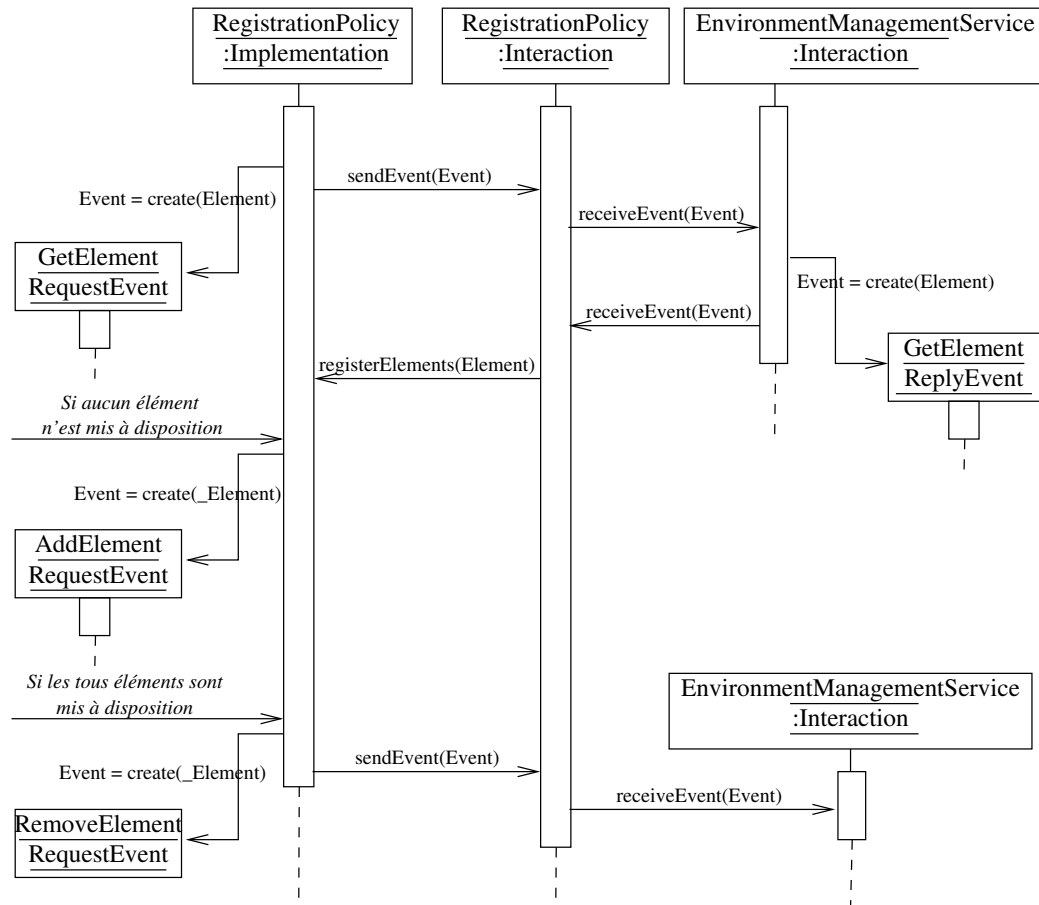 RegistrationPolicy
:Implementation
RegistrationPolicy
:Interaction
EnvironmentManagementService
:Interaction
sendEvent(Event)
Event = create(Element)
receiveEvent(Event)
GetElement
RequestEvent
Event = create(Element)
receiveEvent(Event)
GetElement
ReplyEvent
registerElements(Element)
Si aucun élément
n'est mis à disposition
Event = create(_Element)
AddElement
RequestEvent
Si les tous éléments sont
mis à disposition
EnvironmentManagementService
:Interaction
Event = create(_Element)
sendEvent(Event)
receiveEvent(Event)
RemoveElement
RequestEvent